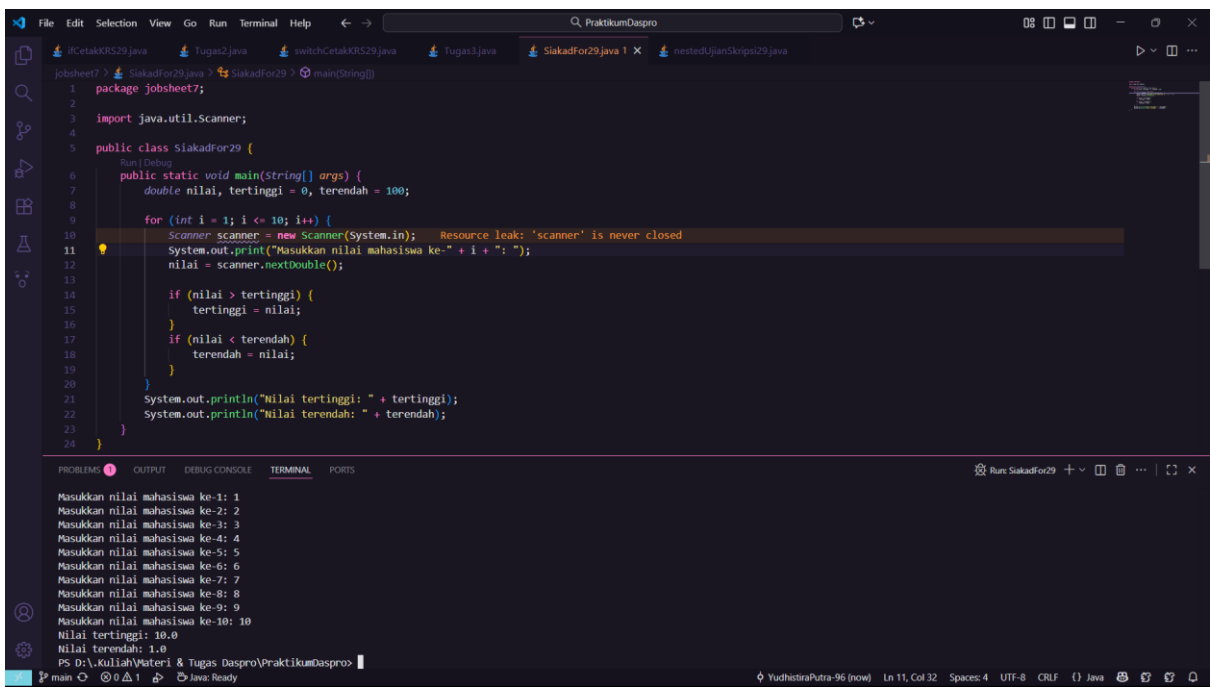 File Edit Selection View Go Run Terminal Help ← → PraktikumDaspro
ifCetakKRS29.java Tugas2.java switchCetakKRS29.java Tugas3.java SiakadFor29.java 1 × nestedUjianSkripsi29.java
jobsheet7 > SiakadFor29.java > SiakadFor29 > main(String[])
1 package jobsheet7;
2
3 import java.util.Scanner;
4
5 public class SiakadFor29 {
Run | Debug
6 public static void main(String[] args) {
7 double nilai, tertinggi = 0, terendah = 100;
8
9 for (int i = 1; i <= 10; i++) {
10 Scanner scanner = new Scanner(System.in); Resource leak: 'scanner' is never closed
11 System.out.print("Masukkan nilai mahasiswa ke-" + i + ": ");
12 nilai = scanner.nextDouble();
13
14 if (nilai > tertinggi) {
15 tertinggi = nilai;
16 }
17 if (nilai < terendah) {
18 terendah = nilai;
19 }
20 }
21 System.out.println("Nilai tertinggi: " + tertinggi);
22 System.out.println("Nilai terendah: " + terendah);
23 }
24 }
PROBLEMS 1 OUTPUT DEBUG CONSOLE TERMINAL PORTS Run: SiakadFor29
Masukkan nilai mahasiswa ke-1: 1
Masukkan nilai mahasiswa ke-2: 2
Masukkan nilai mahasiswa ke-3: 3
Masukkan nilai mahasiswa ke-4: 4
Masukkan nilai mahasiswa ke-5: 5
Masukkan nilai mahasiswa ke-6: 6
Masukkan nilai mahasiswa ke-7: 7
Masukkan nilai mahasiswa ke-8: 8
Masukkan nilai mahasiswa ke-9: 9
Masukkan nilai mahasiswa ke-10: 10
Nilai tertinggi: 10.0
Nilai terendah: 1.0
PS D:\.Kuliah\Materi & Tugas Daspro\PraktikumDaspro>
main 0 1 Java: Ready YudhistiraPutra-96 (now) Ln 11, Col 32 Spaces: 4 UTF-8 CRLF {} Java